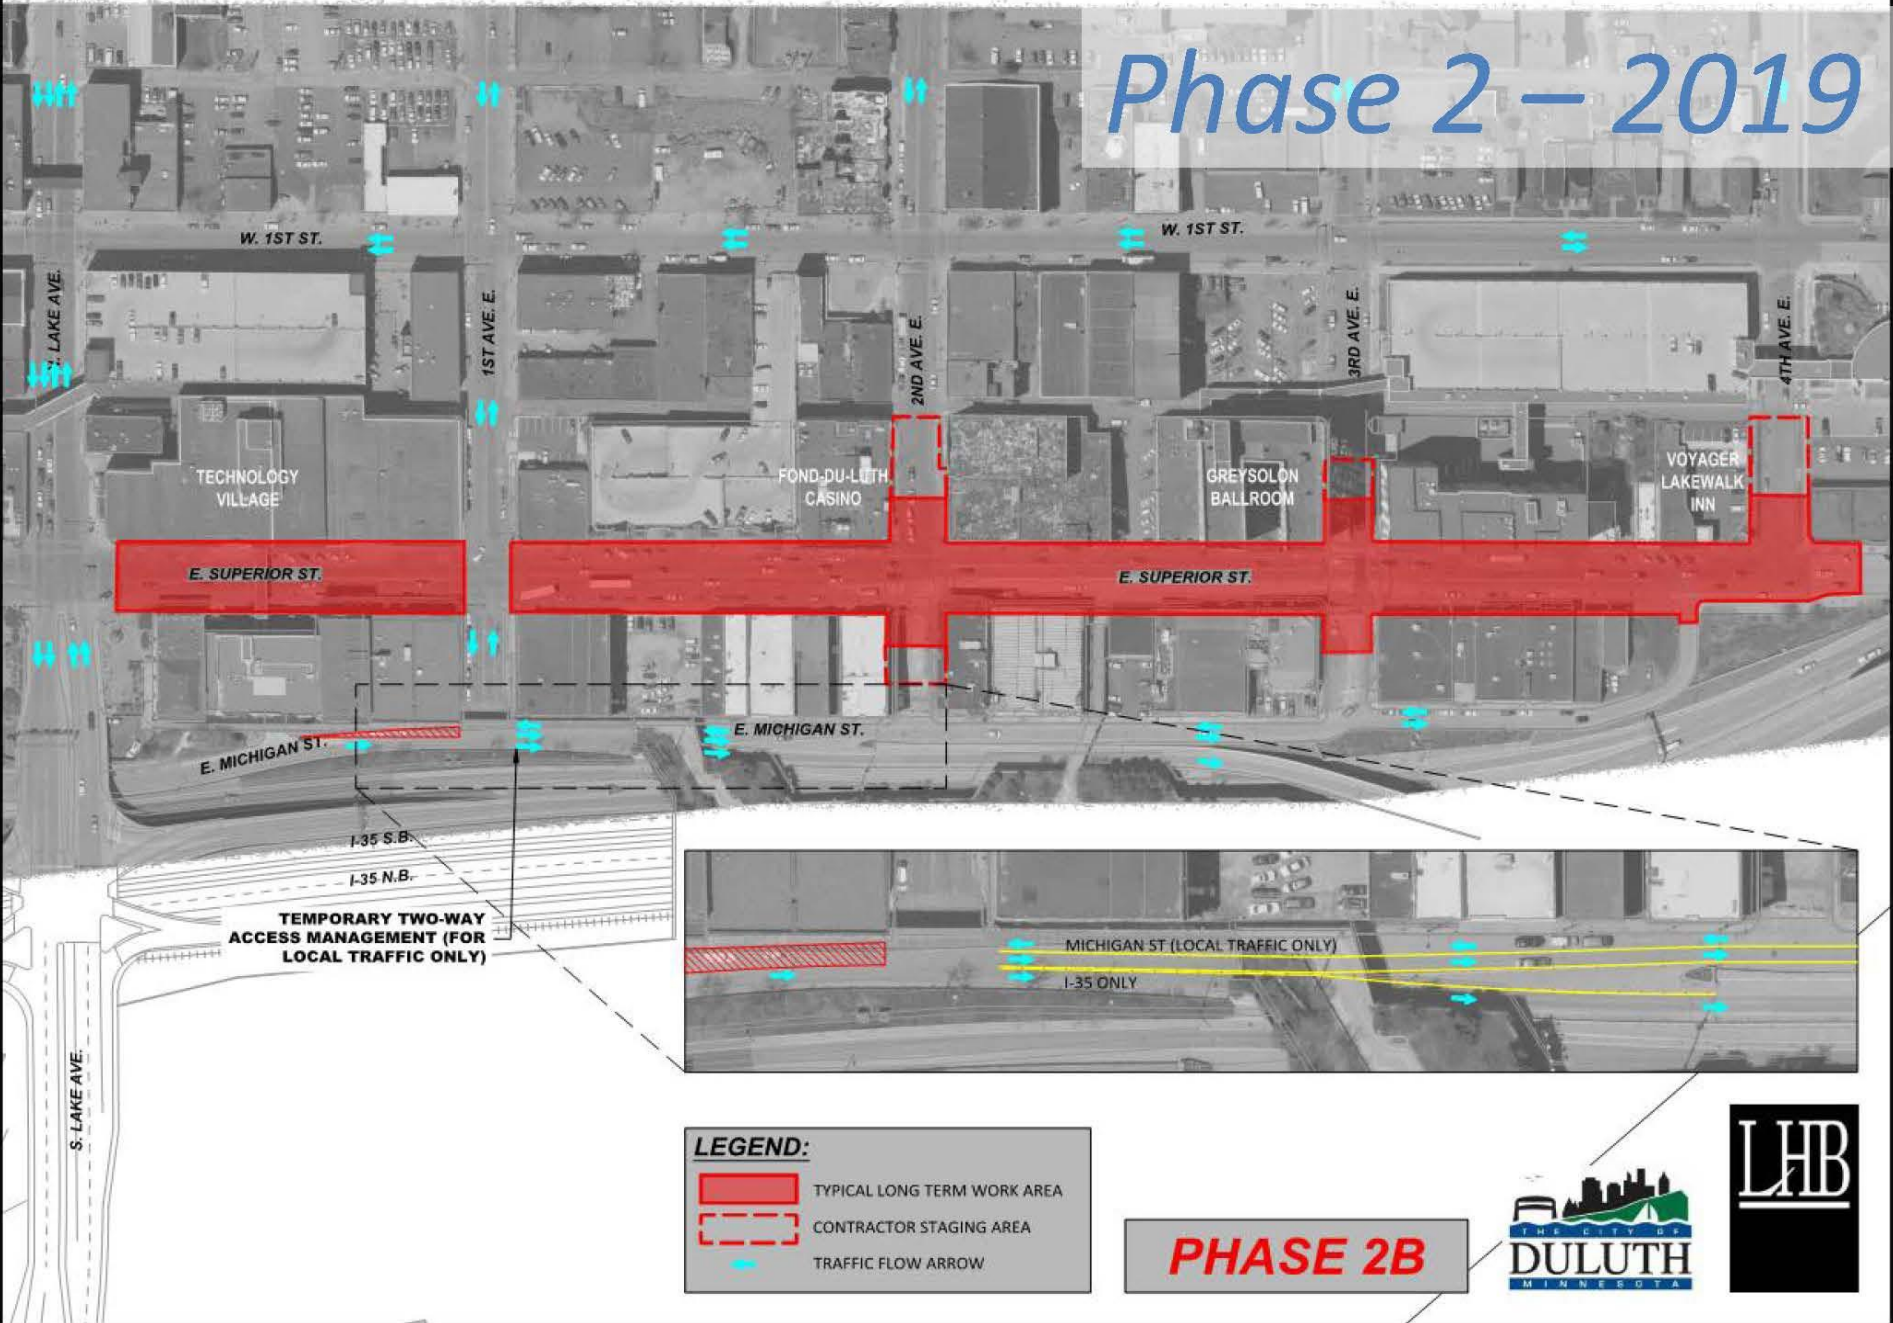 Phase 2 – 2019
W. 1ST ST.
W. 1ST ST.
LAKE AVE.
1ST AVE. E.
2ND AVE. E.
3RD AVE. E.
4TH AVE. E.
TECHNOLOGY
VILLAGE
FOND-DU-LUTH
CASINO
GREYSOLON
BALLROOM
VOYAGER
LAKEWALK
INN
E. SUPERIOR ST.
E. SUPERIOR ST.
E. MICHIGAN ST.
E. MICHIGAN ST.
I-35 S.B.
I-35 N.B.
TEMPORARY TWO-WAY
ACCESS MANAGEMENT (FOR
LOCAL TRAFFIC ONLY)
MICHIGAN ST (LOCAL TRAFFIC ONLY)
I-35 ONLY
S. LAKE AVE.
LEGEND:
TYPICAL LONG TERM WORK AREA
CONTRACTOR STAGING AREA
TRAFFIC FLOW ARROW
PHASE 2B
THE CITY OF
DULUTH
MINNESOTA
LHB